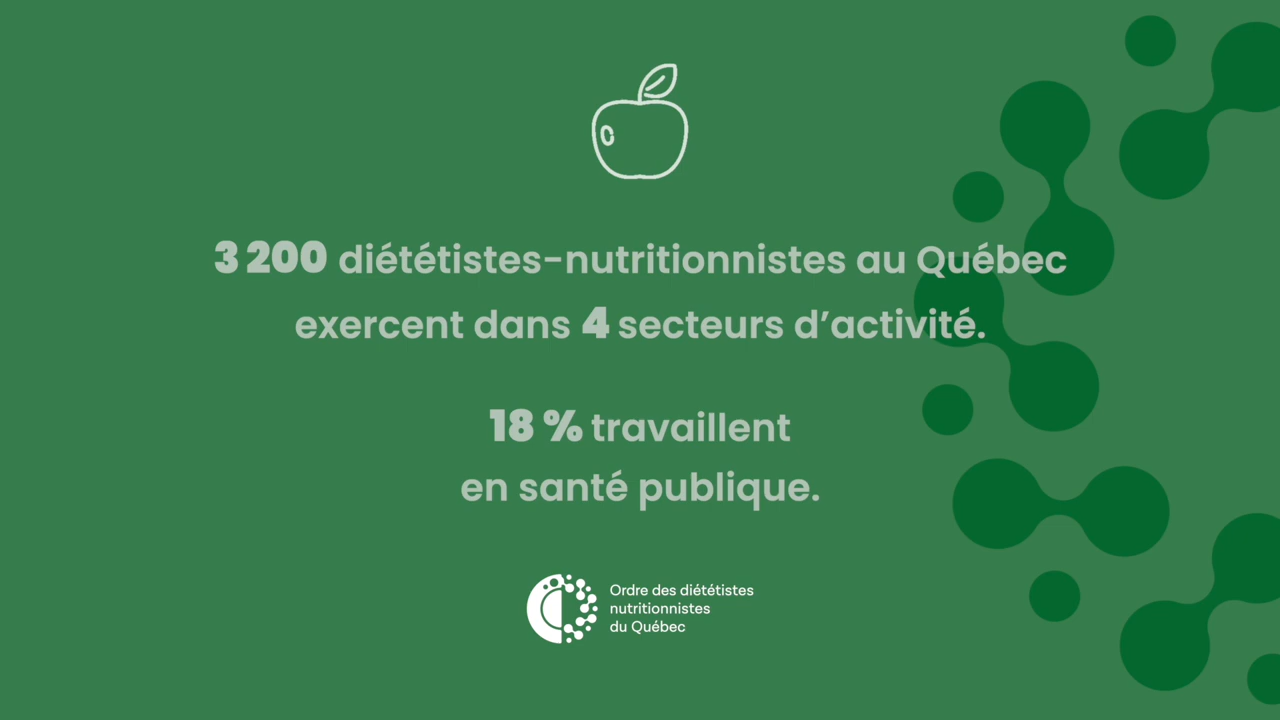 3 200 diététistes-nutritionnistes au Québec
exercent dans 4 secteurs d’activité.
18 % travaillent
en santé publique.
Ordre des diététistes
nutritionnistes
du Québec